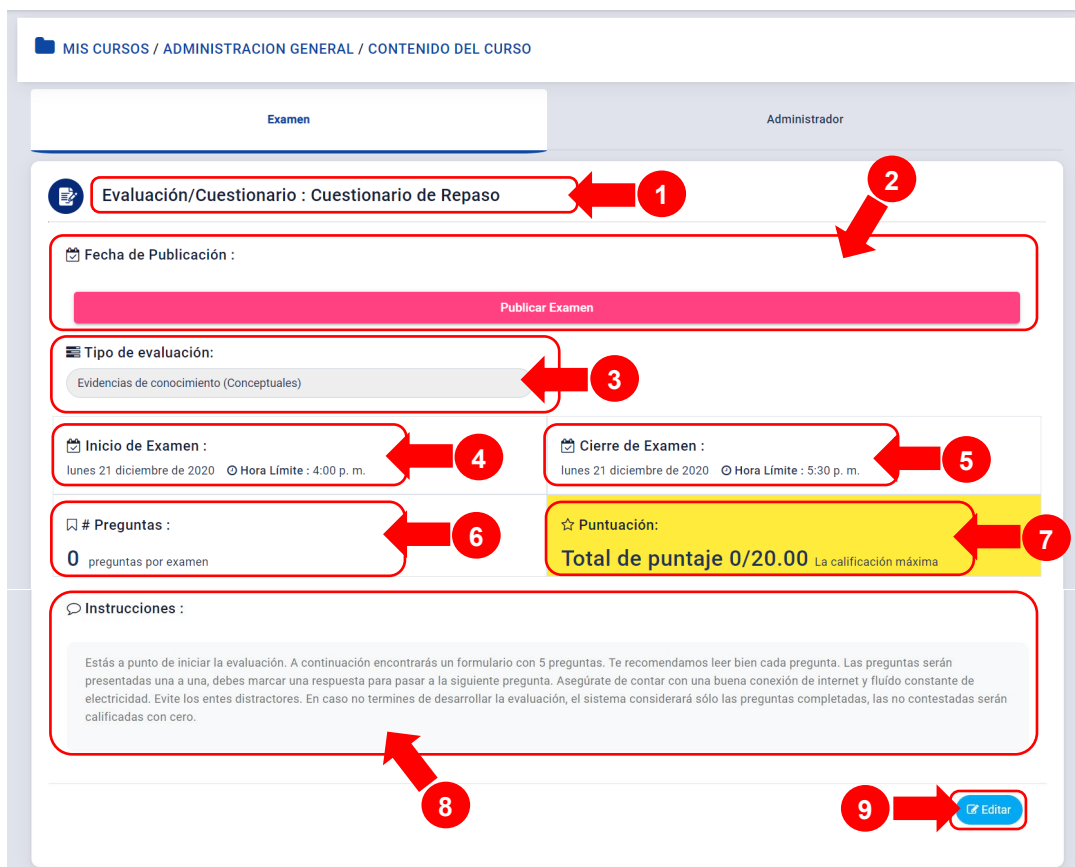 MIS CURSOS / ADMINISTRACION GENERAL / CONTENIDO DEL CURSO
Examen
Administrador
Evaluación/Cuestionario : Cuestionario de Repaso
1
2
Fecha de Publicación :
Publicar Examen
Tipo de evaluación:
Evidencias de conocimiento (Conceptuales)
3
Inicio de Examen :
lunes 21 diciembre de 2020 Hora Límite : 4:00 p. m.
4
Cierre de Examen :
lunes 21 diciembre de 2020 Hora Límite : 5:30 p. m.
5
# Preguntas :
0 preguntas por examen
6
Puntuación:
Total de puntaje 0/20.00 La calificación máxima
7
Instrucciones :
Estás a punto de iniciar la evaluación. A continuación encontrarás un formulario con 5 preguntas. Te recomendamos leer bien cada pregunta. Las preguntas serán
presentadas una a una, debes marcar una respuesta para pasar a la siguiente pregunta. Asegúrate de contar con una buena conexión de internet y fluído constante de
electricidad. Evite los entes distractores. En caso no termines de desarrollar la evaluación, el sistema considerará sólo las preguntas completadas, las no contestadas serán
calificadas con cero.
8
9
Editar